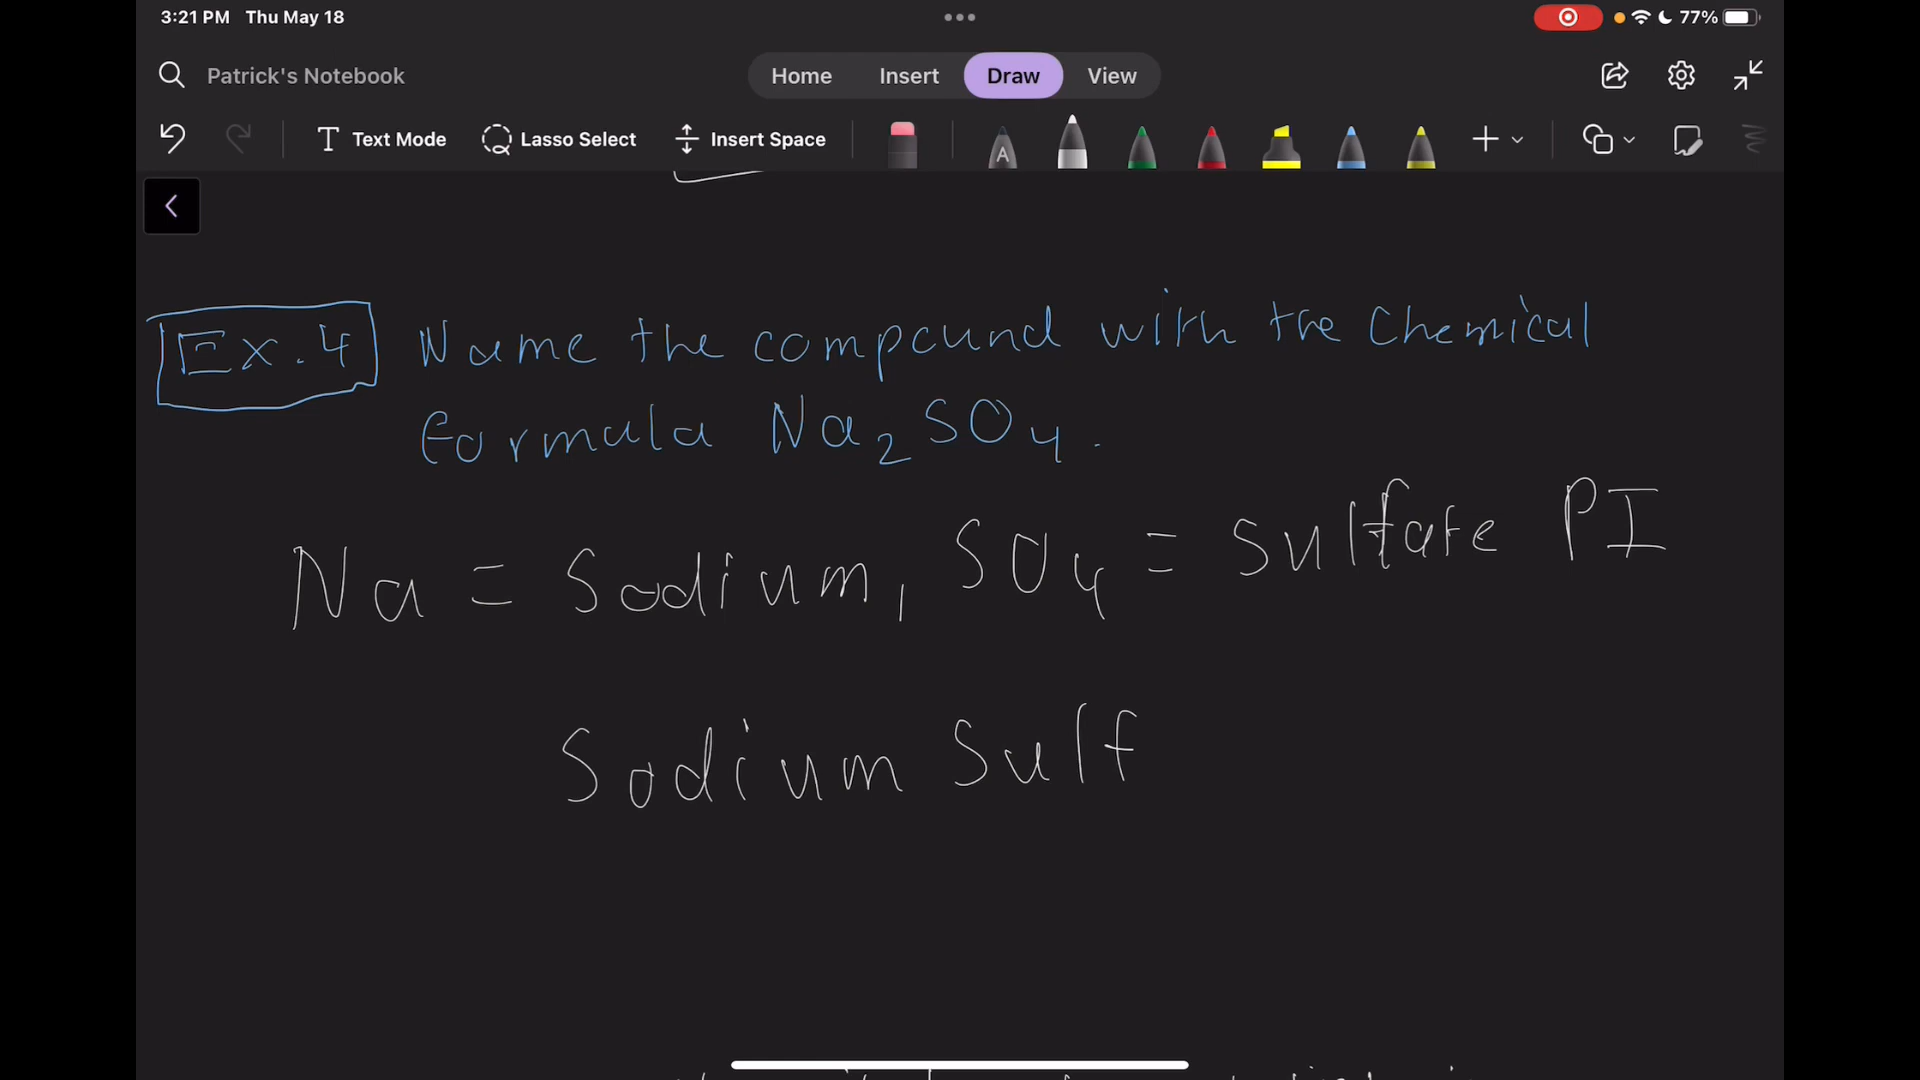 3:21 PM Thu May 18
77%
Patrick's Notebook
Home Insert Draw View
Text Mode Lasso Select Insert Space A
Ex. 4 Name the compound with the Chemical
formula Na₂SO₄.
Na = Sodium, SO₄ = Sulfate PI
Sodium Sulf